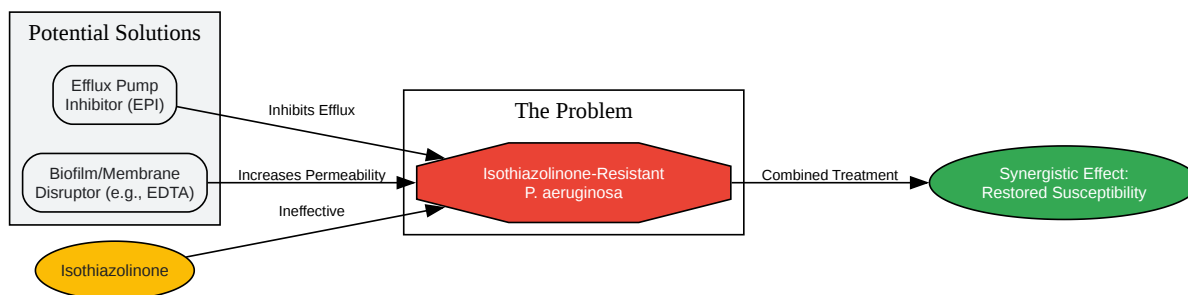 Potential Solutions
Efflux Pump
Inhibitor (EPI)
Inhibits Efflux
Biofilm/Membrane
Disruptor (e.g., EDTA)
Increases Permeability
Isothiazolinone
Ineffective
The Problem
Isothiazolinone-Resistant
P. aeruginosa
Combined Treatment
Synergistic Effect:
Restored Susceptibility